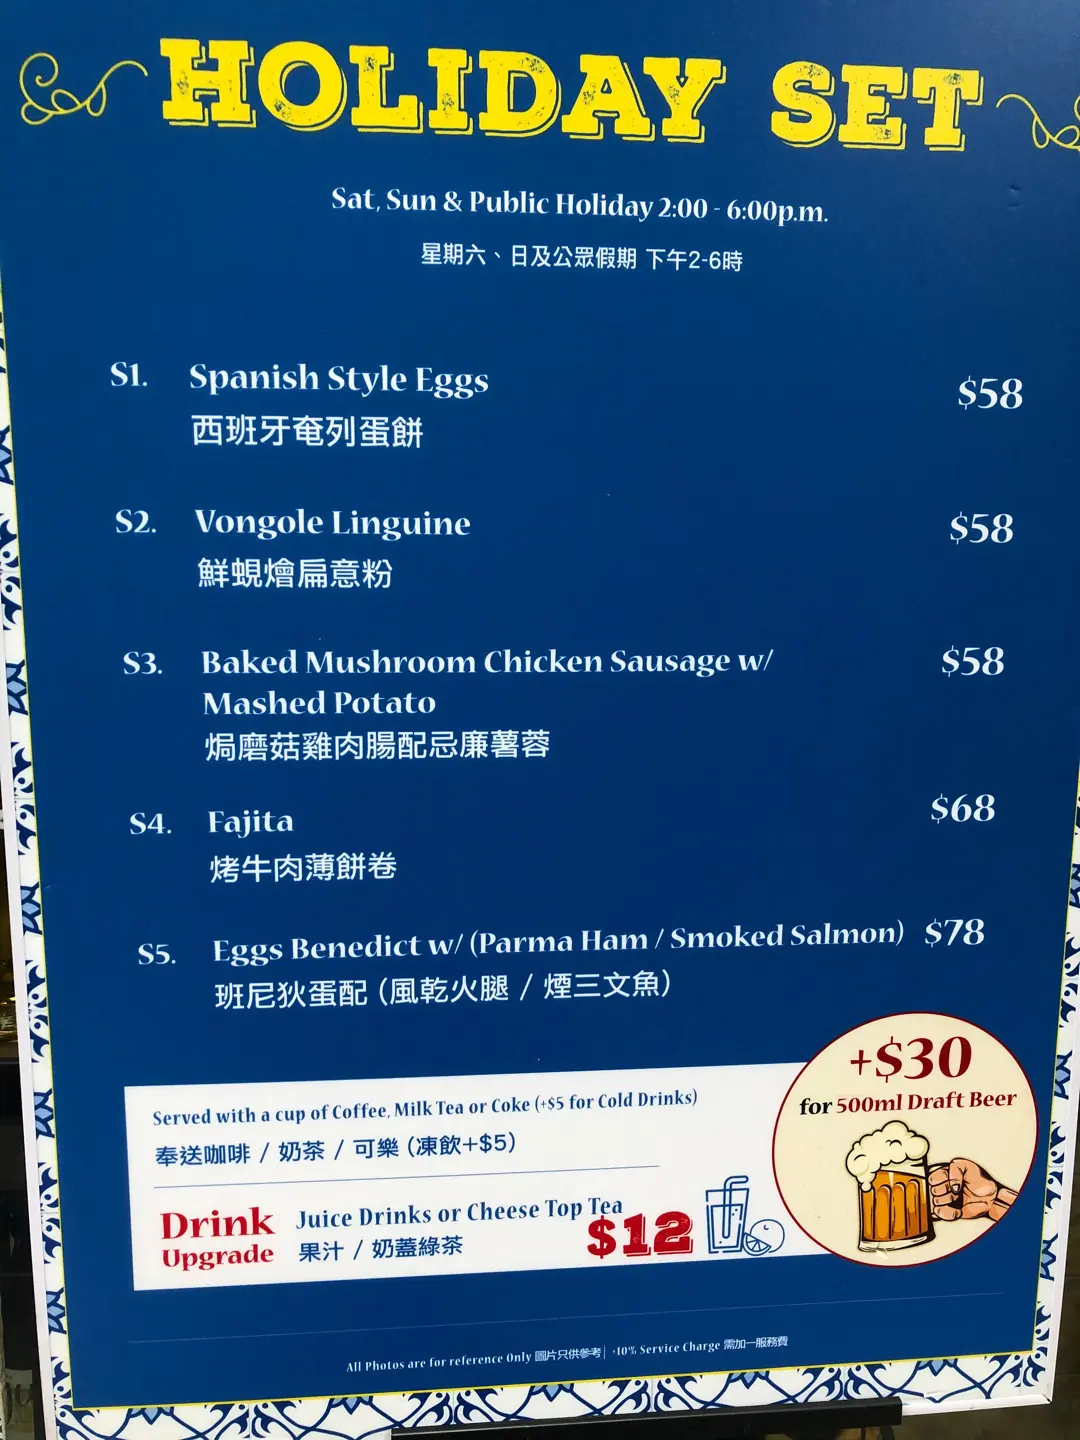 HOLIDAY SET
Sat, Sun & Public Holiday 2:00 - 6:00p.m.
星期六、日及公眾假期 下午2-6時
S1. Spanish Style Eggs $58
西班牙奄列蛋餅
S2. Vongole Linguine $58
鮮蜆燴扁意粉
S3. Baked Mushroom Chicken Sausage w/ $58
Mashed Potato
焗磨菇雞肉腸配忌廉薯蓉
S4. Fajita $68
烤牛肉薄餅卷
S5. Eggs Benedict w/ (Parma Ham / Smoked Salmon) $78
班尼狄蛋配 (風乾火腿 / 煙三文魚)
+$30
for 500ml Draft Beer
Served with a cup of Coffee, Milk Tea or Coke (+$5 for Cold Drinks)
奉送咖啡 / 奶茶 / 可樂 (凍飲+$5)
Drink Upgrade
Juice Drinks or Cheese Top Tea
果汁 / 奶蓋綠茶
$12
All Photos are for reference Only 圖片只供參考 | +10% Service Charge 需加一服務費